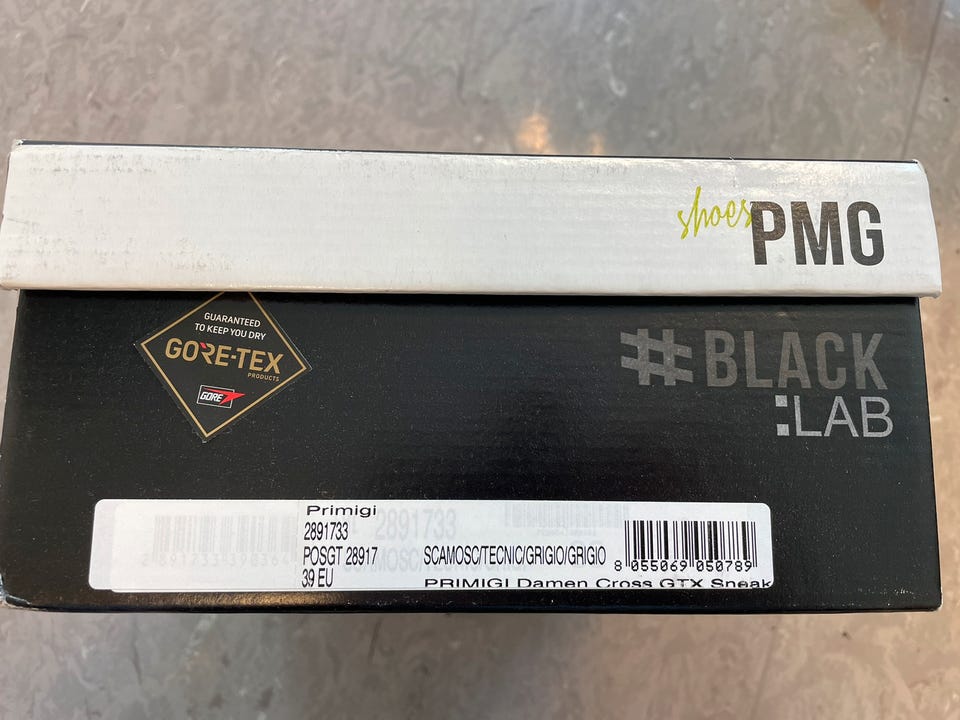 shoes PMG
GUARANTEED
TO KEEP YOU DRY
GORE-TEX
PRODUCTS
GORE
#BLACK
:LAB
Primigi
2891733
2891733
POSGT 28917 SCAMOSC/TECNIC/GRIGIO/GRIGIO
39 EU
8 055069 050789
PRIMIGI Damen Cross GTX Sneak